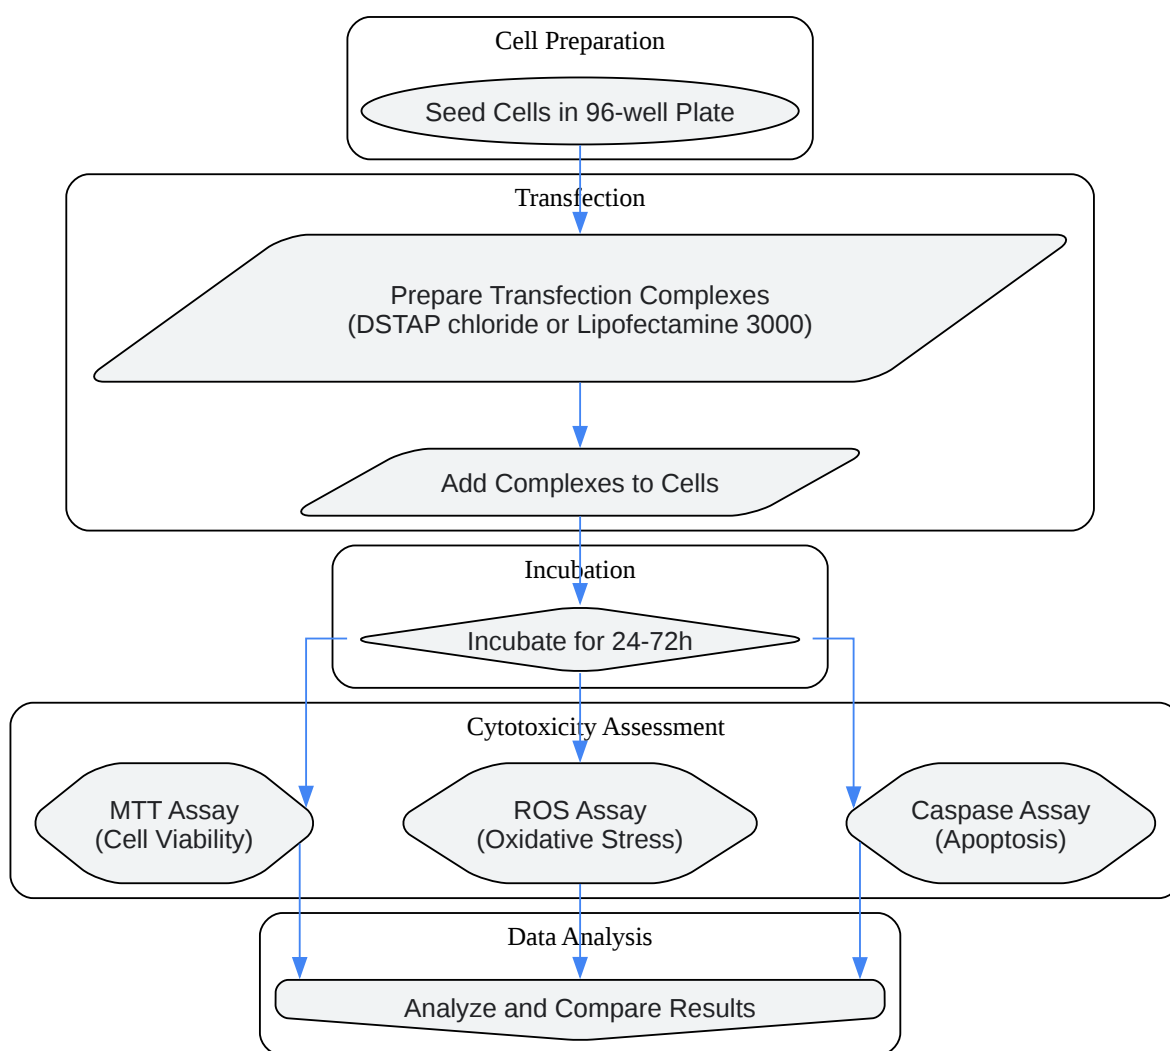 Cell Preparation
Seed Cells in 96-well Plate
Transfection
Prepare Transfection Complexes
(DSTAP chloride or Lipofectamine 3000)
Add Complexes to Cells
Incubation
Incubate for 24-72h
Cytotoxicity Assessment
MTT Assay
(Cell Viability)
ROS Assay
(Oxidative Stress)
Caspase Assay
(Apoptosis)
Data Analysis
Analyze and Compare Results